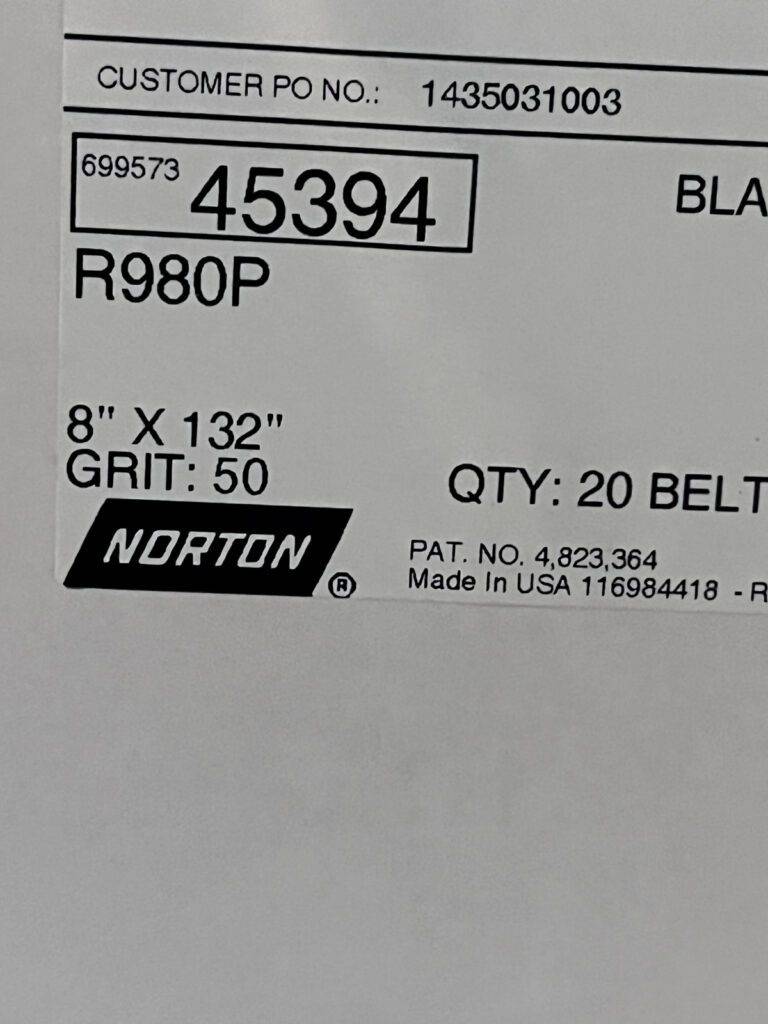 CUSTOMER PO NO.: 1435031003
699573 45394 BLA
R980P
8" X 132"
GRIT: 50 QTY: 20 BELT
NORTON ®
PAT. NO. 4,823,364
Made In USA 116984418 - R